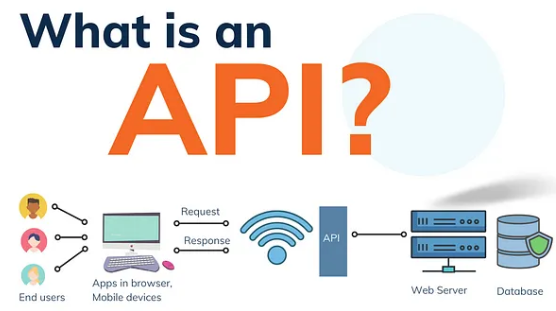 What is an
API?
Request
Response
API
End users
Apps in browser,
Mobile devices
Web Server
Database